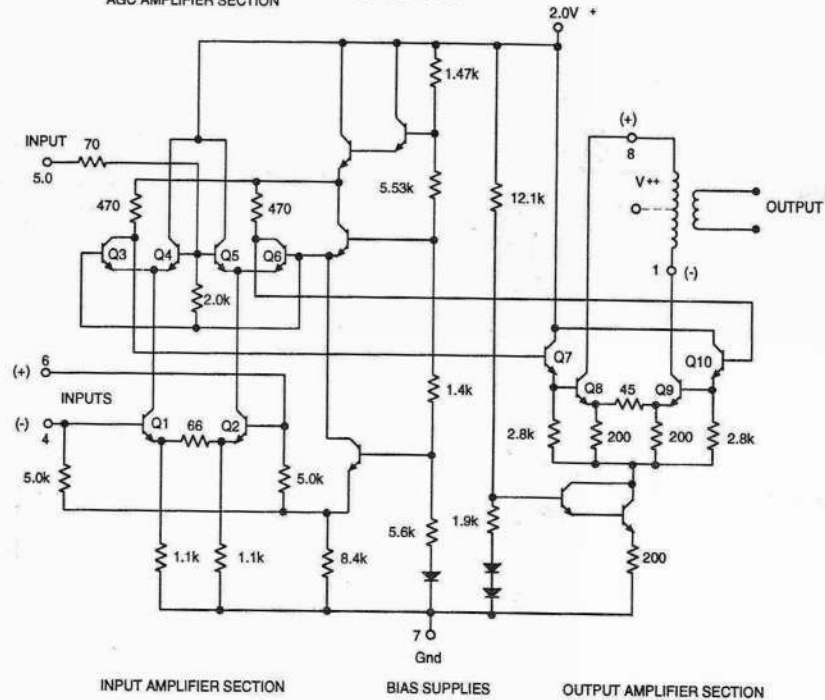 AGC AMPLIFIER SECTION
2.0V +
1.47k
INPUT
70
(+)
8
5.0
V++
5.53k
12.1k
OUTPUT
470
470
Q3
Q4
Q5
Q6
1 (-)
2.0k
Q7
Q10
6
(+)
Q8
45
Q9
INPUTS
1.4k
(-)
4
Q1
66
Q2
2.8k
200
200
2.8k
5.0k
5.0k
5.6k
1.9k
1.1k
1.1k
8.4k
200
7
Gnd
INPUT AMPLIFIER SECTION
BIAS SUPPLIES
OUTPUT AMPLIFIER SECTION